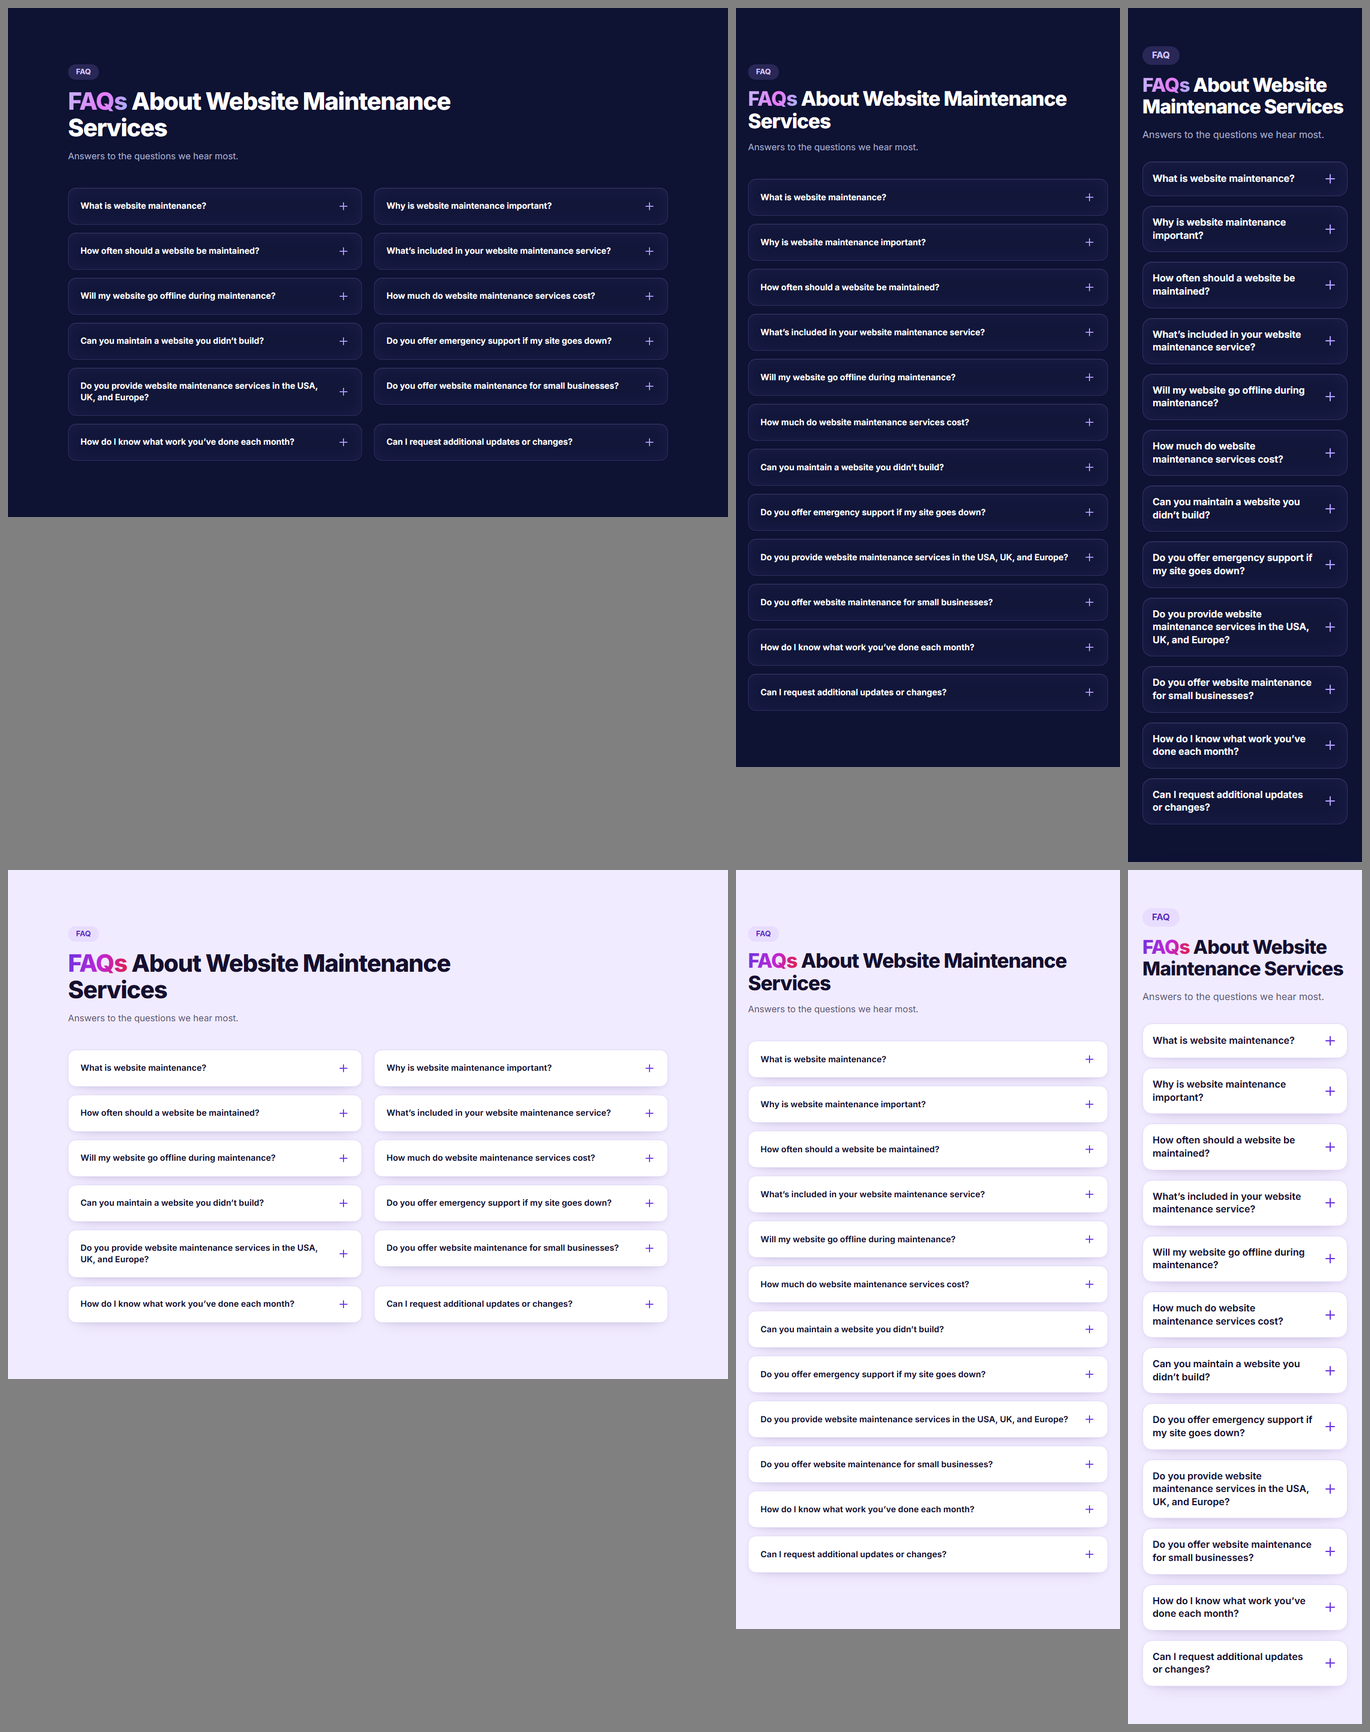 FAQ
FAQs About Website Maintenance
Services
Answers to the questions we hear most.
What is website maintenance?
Why is website maintenance important?
How often should a website be maintained?
What's included in your website maintenance service?
Will my website go offline during maintenance?
How much do website maintenance services cost?
Can you maintain a website you didn't build?
Do you offer emergency support if my site goes down?
Do you provide website maintenance services in the USA,
UK, and Europe?
Do you offer website maintenance for small businesses?
How do I know what work you've done each month?
Can I request additional updates or changes?
FAQ
FAQs About Website Maintenance
Services
Answers to the questions we hear most.
What is website maintenance?
Why is website maintenance important?
How often should a website be maintained?
What's included in your website maintenance service?
Will my website go offline during maintenance?
How much do website maintenance services cost?
Can you maintain a website you didn't build?
Do you offer emergency support if my site goes down?
Do you provide website maintenance services in the USA, UK, and Europe?
Do you offer website maintenance for small businesses?
How do I know what work you've done each month?
Can I request additional updates or changes?
FAQ
FAQs About Website
Maintenance Services
Answers to the questions we hear most.
What is website maintenance?
Why is website maintenance
important?
How often should a website be
maintained?
What's included in your website
maintenance service?
Will my website go offline during
maintenance?
How much do website
maintenance services cost?
Can you maintain a website you
didn't build?
Do you offer emergency support if
my site goes down?
Do you provide website
maintenance services in the USA,
UK, and Europe?
Do you offer website maintenance
for small businesses?
How do I know what work you've
done each month?
Can I request additional updates
or changes?
FAQ
FAQs About Website Maintenance
Services
Answers to the questions we hear most.
What is website maintenance?
Why is website maintenance important?
How often should a website be maintained?
What's included in your website maintenance service?
Will my website go offline during maintenance?
How much do website maintenance services cost?
Can you maintain a website you didn't build?
Do you offer emergency support if my site goes down?
Do you provide website maintenance services in the USA,
UK, and Europe?
Do you offer website maintenance for small businesses?
How do I know what work you've done each month?
Can I request additional updates or changes?
FAQ
FAQs About Website Maintenance
Services
Answers to the questions we hear most.
What is website maintenance?
Why is website maintenance important?
How often should a website be maintained?
What's included in your website maintenance service?
Will my website go offline during maintenance?
How much do website maintenance services cost?
Can you maintain a website you didn't build?
Do you offer emergency support if my site goes down?
Do you provide website maintenance services in the USA, UK, and Europe?
Do you offer website maintenance for small businesses?
How do I know what work you've done each month?
Can I request additional updates or changes?
FAQ
FAQs About Website
Maintenance Services
Answers to the questions we hear most.
What is website maintenance?
Why is website maintenance
important?
How often should a website be
maintained?
What's included in your website
maintenance service?
Will my website go offline during
maintenance?
How much do website
maintenance services cost?
Can you maintain a website you
didn't build?
Do you offer emergency support if
my site goes down?
Do you provide website
maintenance services in the USA,
UK, and Europe?
Do you offer website maintenance
for small businesses?
How do I know what work you've
done each month?
Can I request additional updates
or changes?